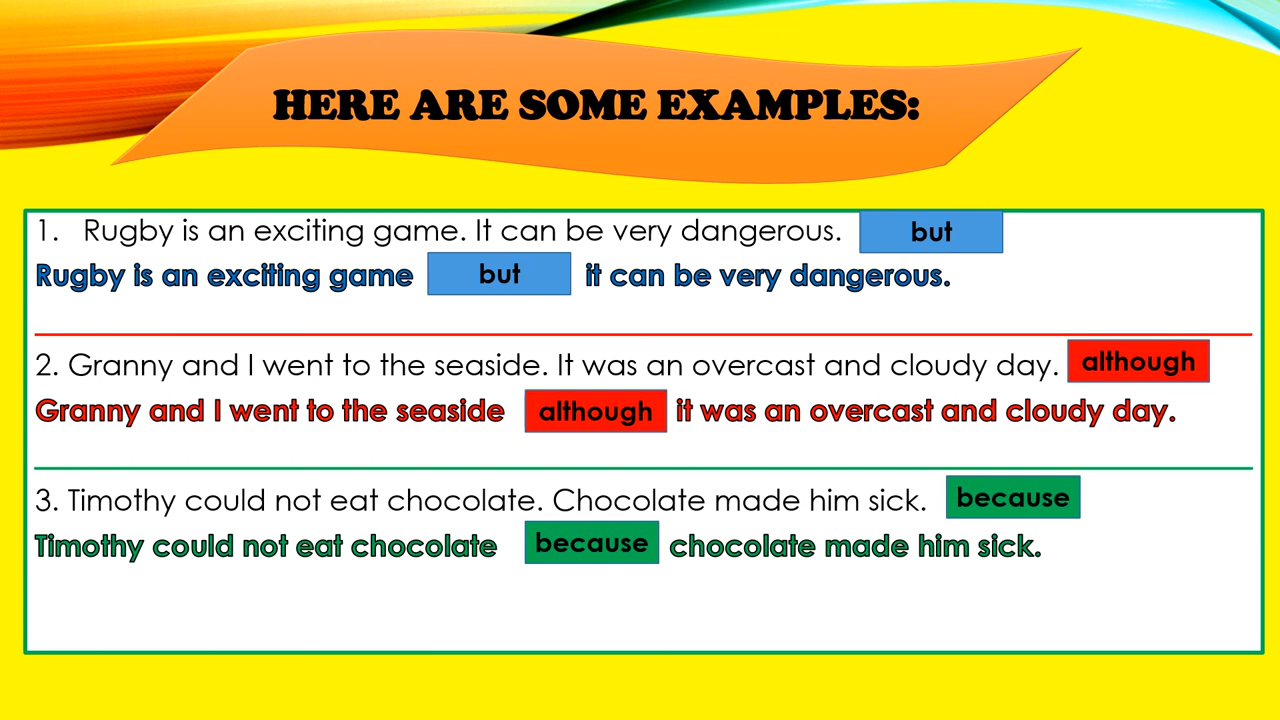 HERE ARE SOME EXAMPLES:
1. Rugby is an exciting game. It can be very dangerous. but
Rugby is an exciting game but it can be very dangerous.
2. Granny and I went to the seaside. It was an overcast and cloudy day. although
Granny and I went to the seaside although it was an overcast and cloudy day.
3. Timothy could not eat chocolate. Chocolate made him sick. because
Timothy could not eat chocolate because chocolate made him sick.